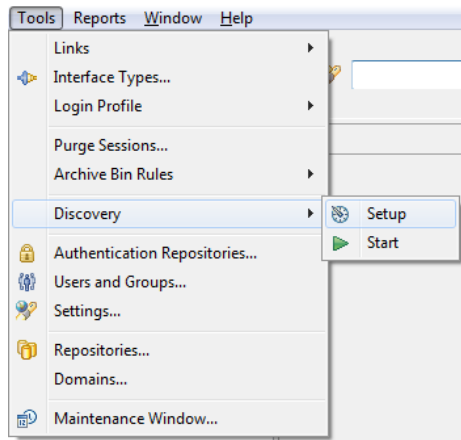 Tools Reports Window Help
Links
Interface Types...
Login Profile
Purge Sessions...
Archive Bin Rules
Discovery
Setup
Start
Authentication Repositories...
Users and Groups...
Settings...
Repositories...
Domains...
Maintenance Window...